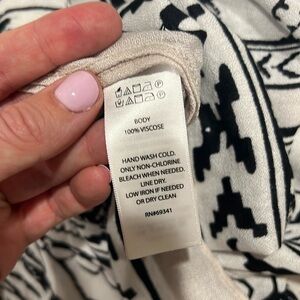 BODY
100% VISCOSE
HAND WASH COLD.
ONLY NON-CHLORINE
BLEACH WHEN NEEDED.
LINE DRY.
LOW IRON IF NEEDED
OR DRY CLEAN
RN#69341